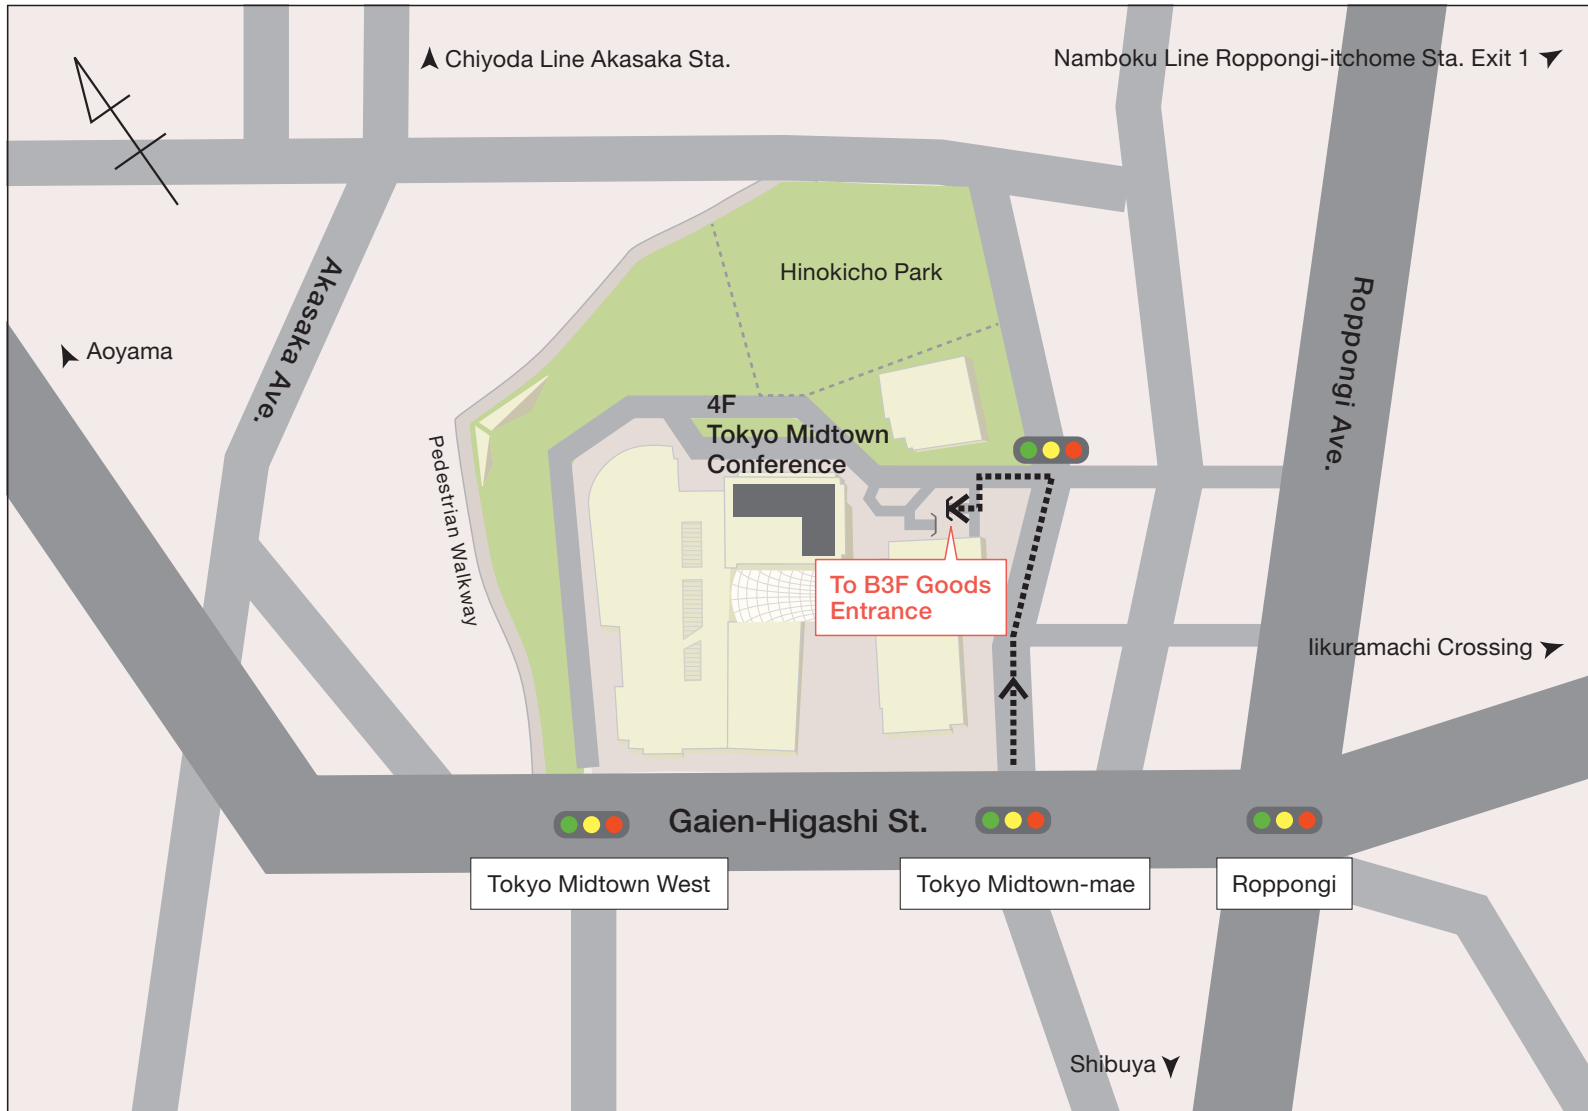 Chiyoda Line Akasaka Sta.
Namboku Line Roppongi-itchome Sta. Exit 1
Hinokicho Park
Akasaka Ave.
Roppongi Ave.
Aoyama
4F
Tokyo Midtown
Conference
Pedestrian Walkway
To B3F Goods
Entrance
Iikuramachi Crossing
Gaien-Higashi St.
Tokyo Midtown West
Tokyo Midtown-mae
Roppongi
Shibuya